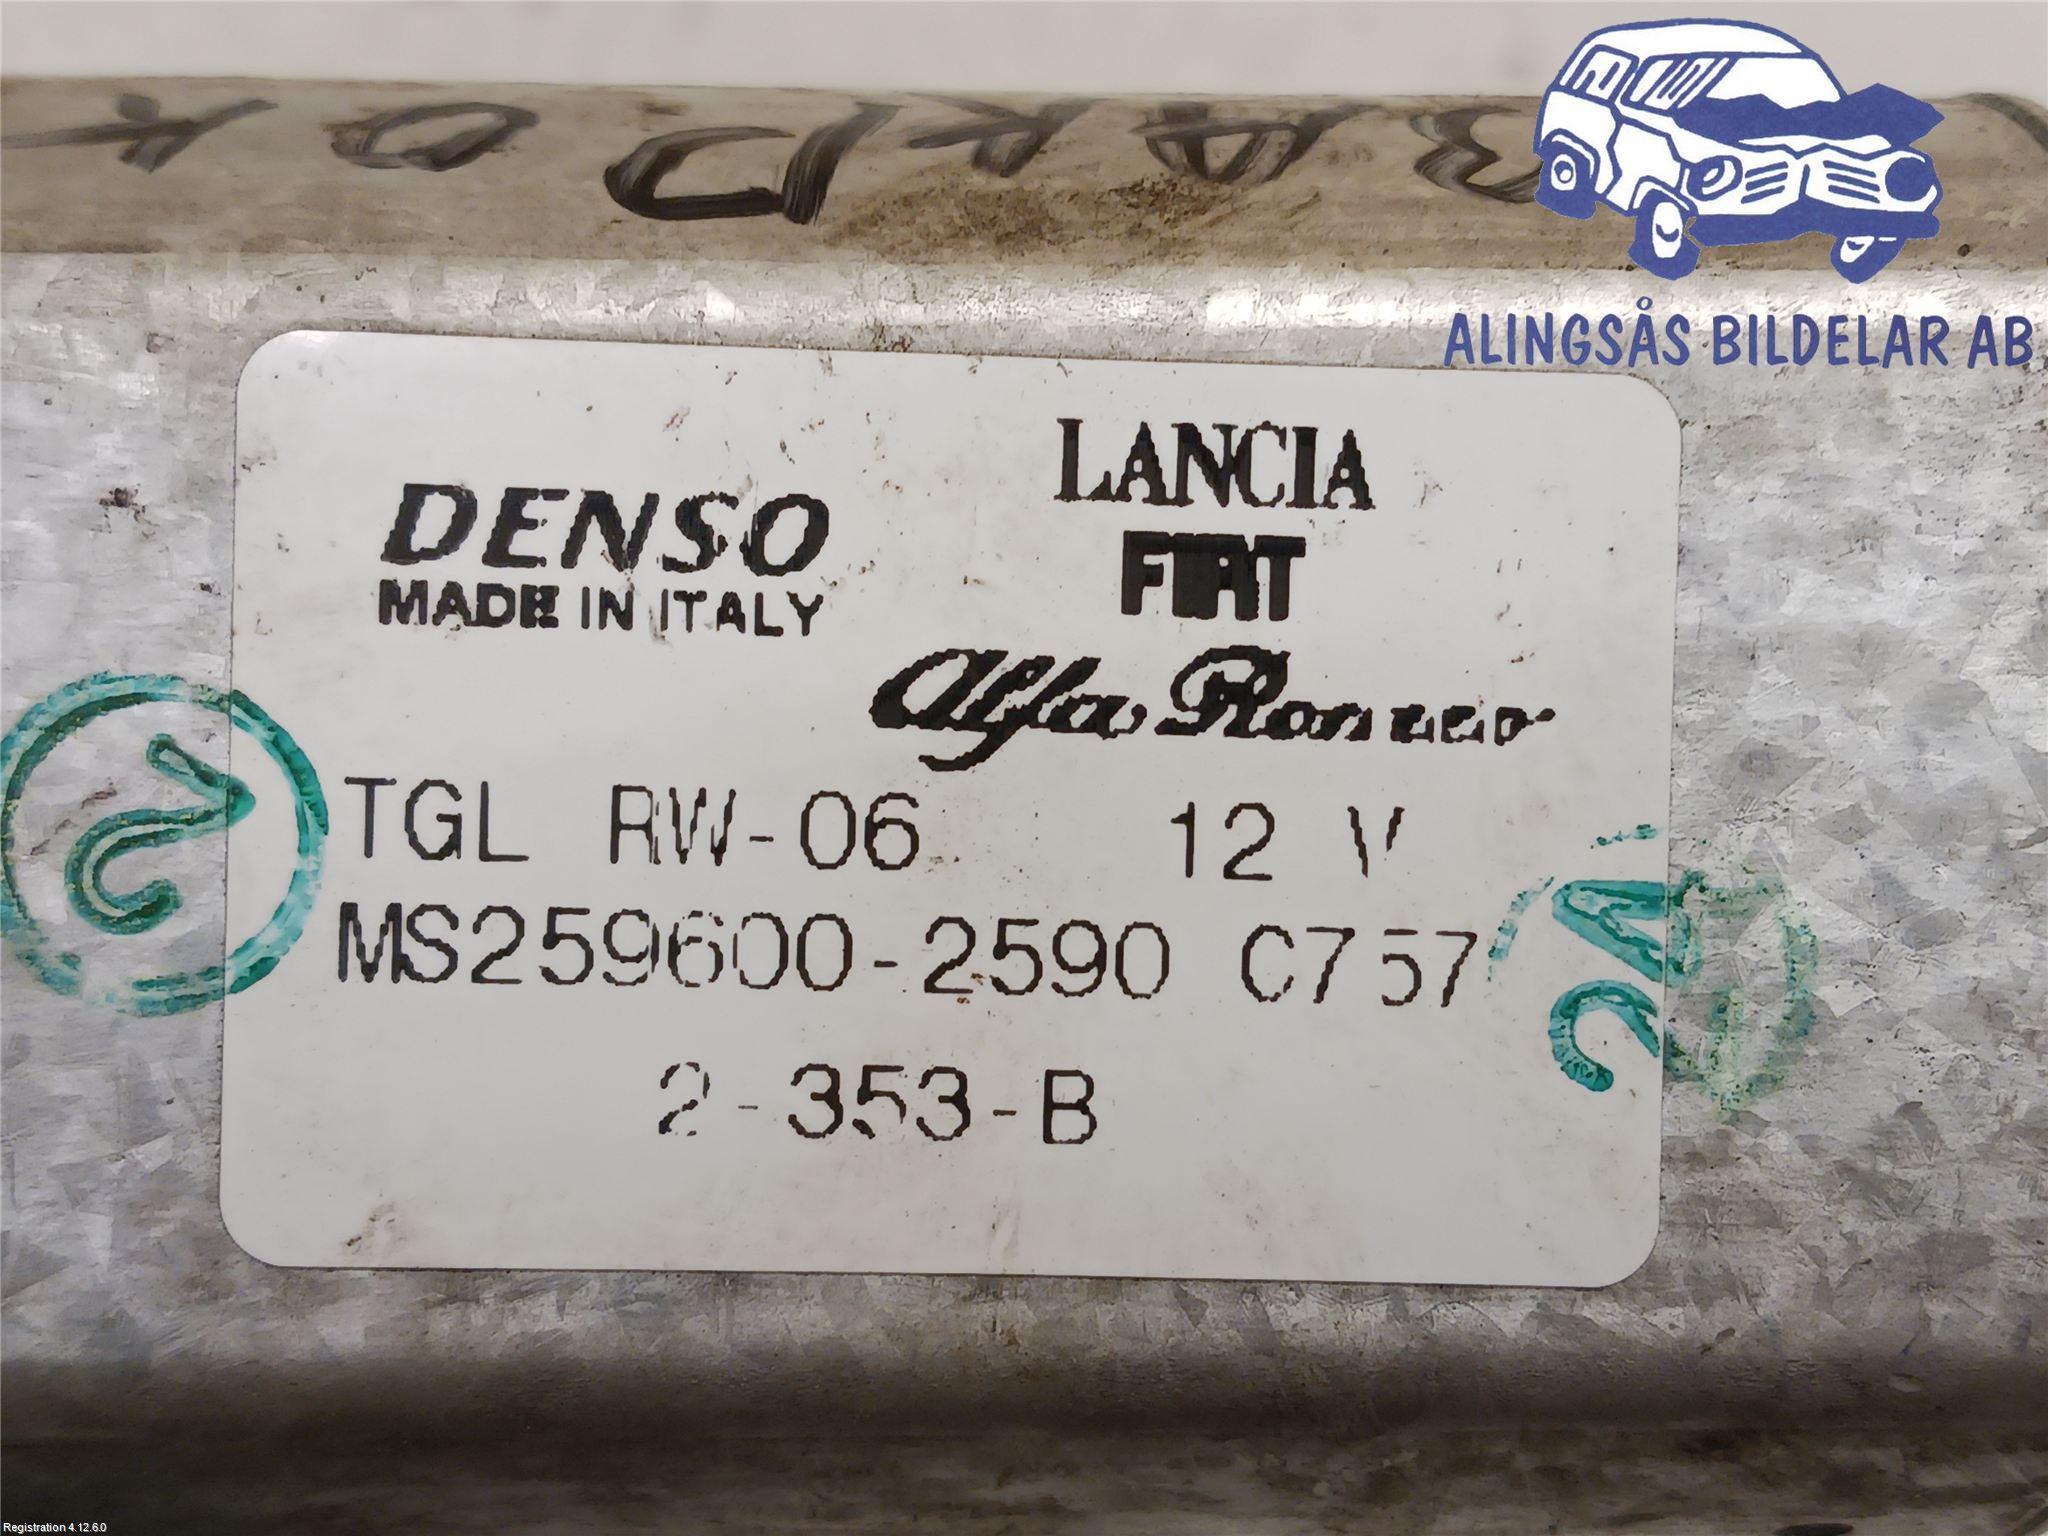 ALINGSÅS BILDELAR AB
DENSO
MADE IN ITALY
LANCIA
FIAT
Alfa Romeo
TGL RW-06 12 V
MS259600-2590 C757
2-353-B
Registration 4.12.6.0